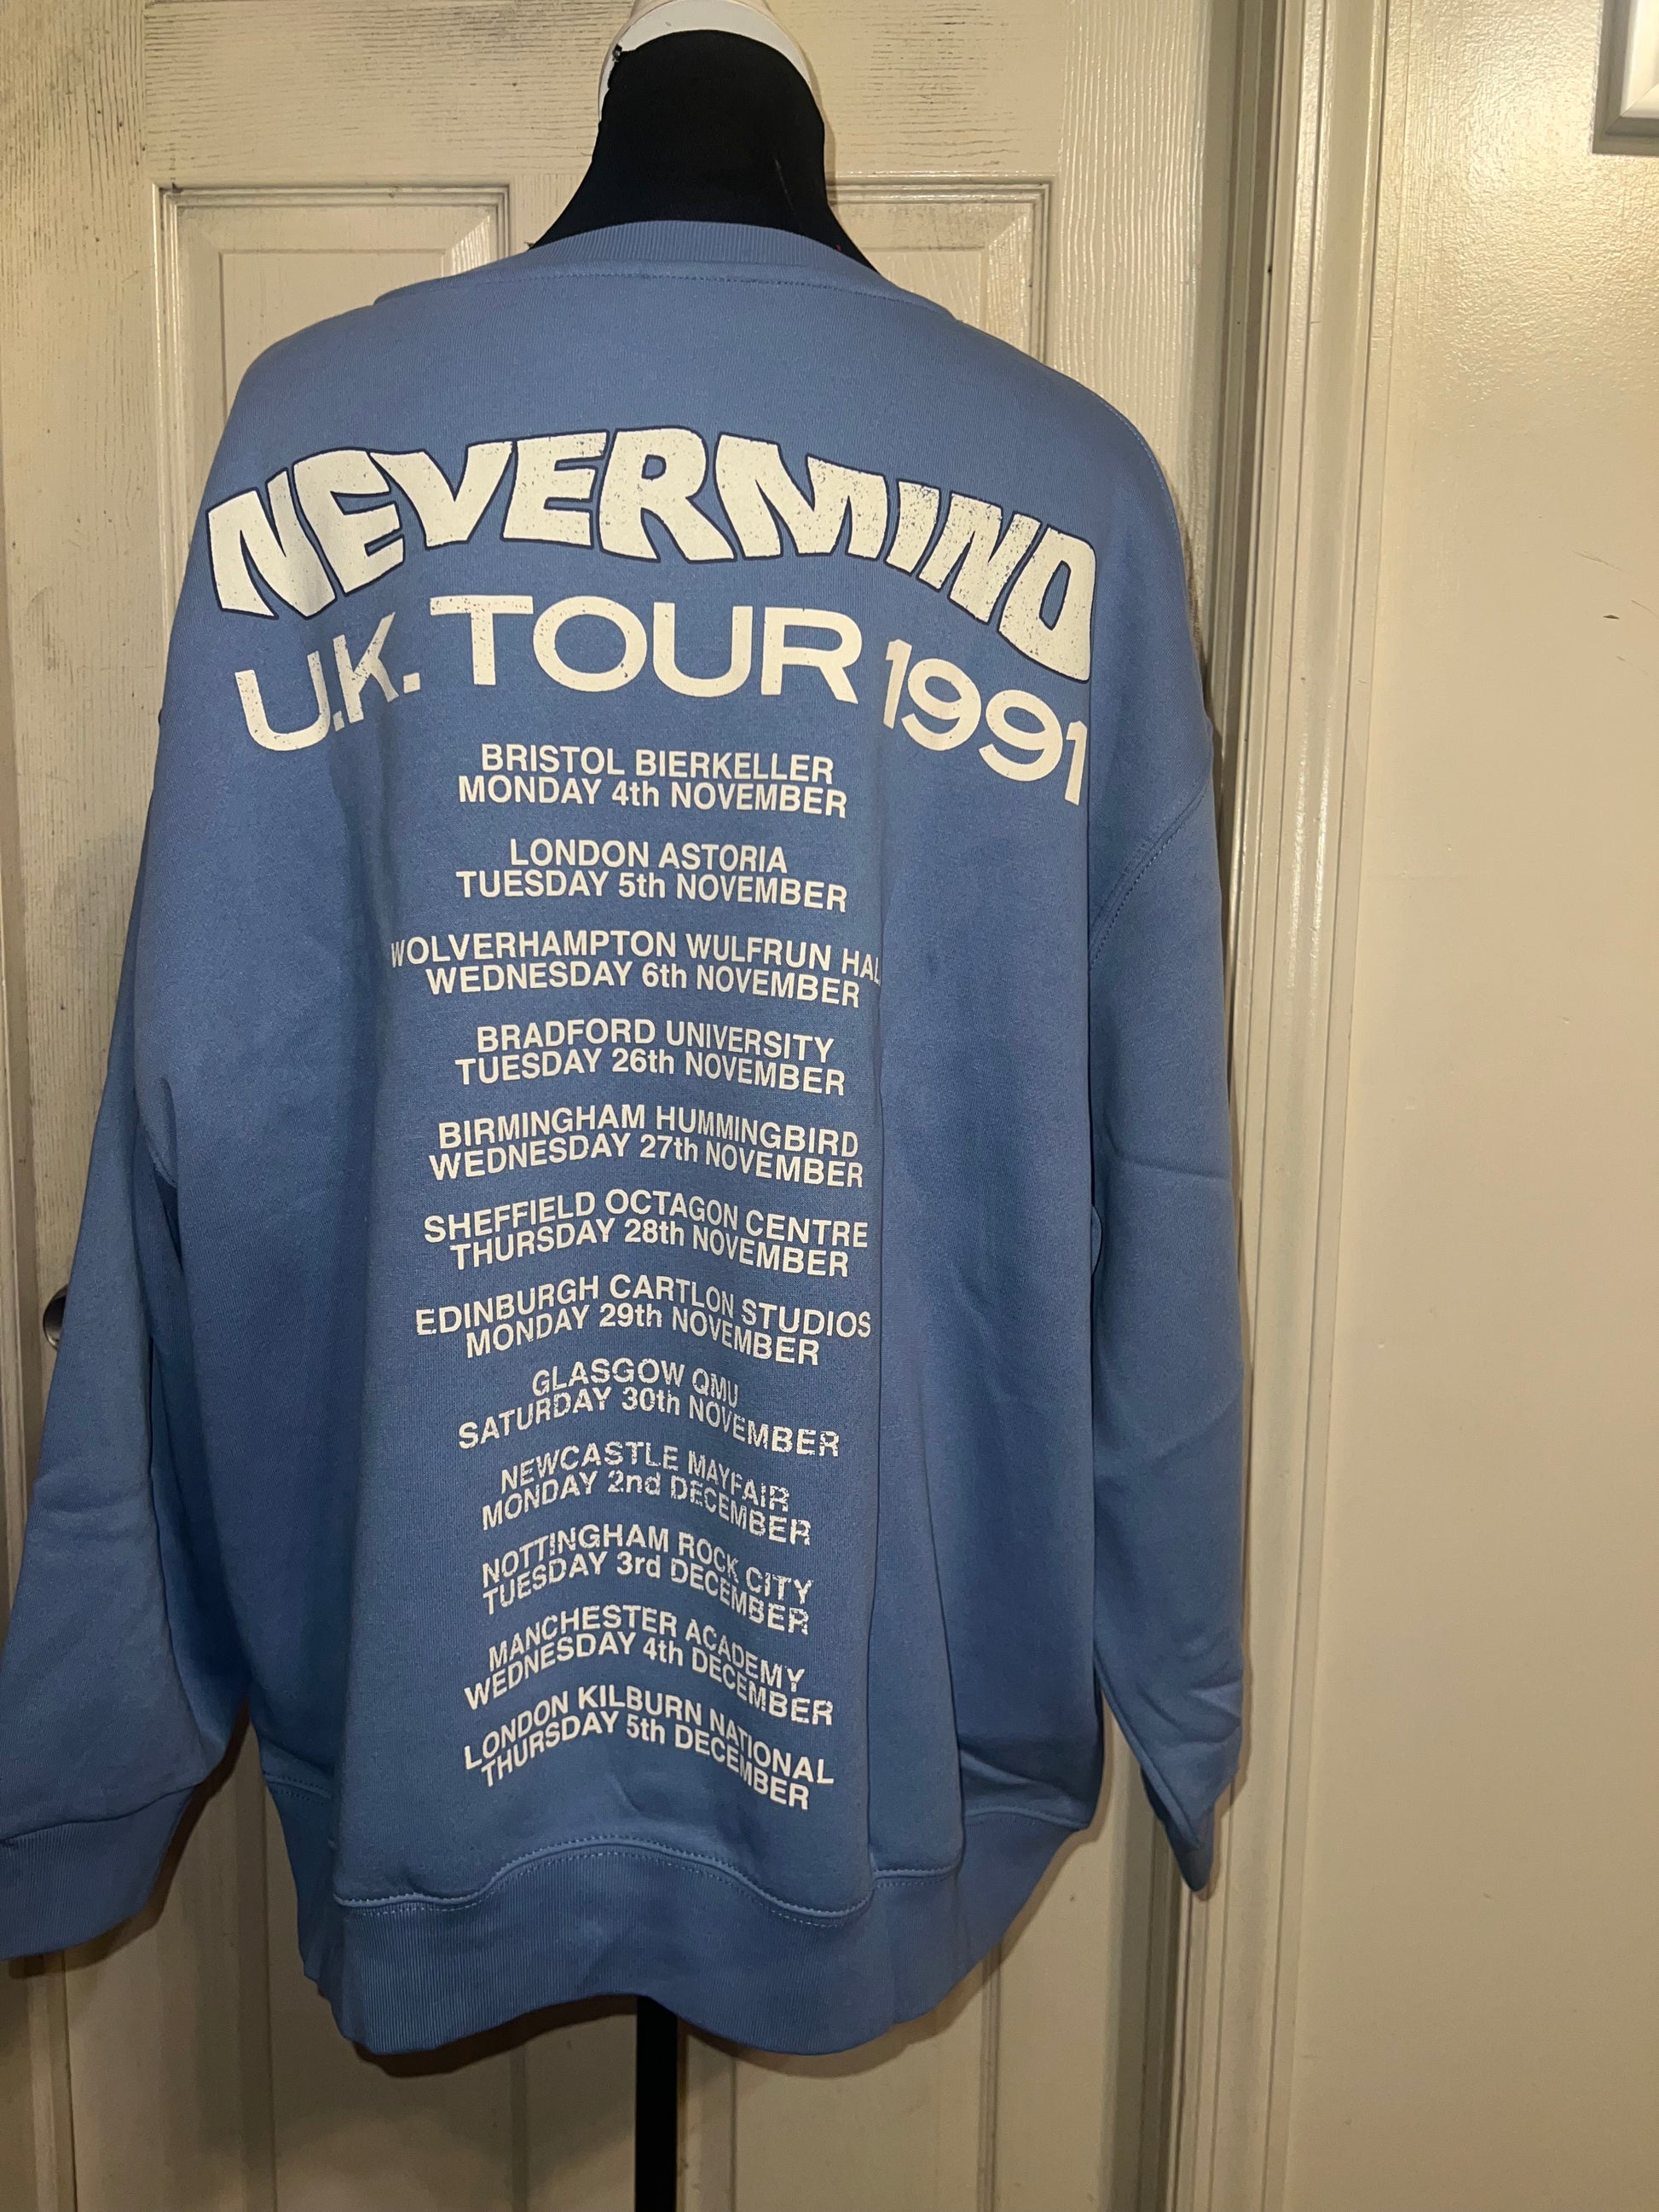 NEVERMIND
U.K. TOUR 1991
BRISTOL BIERKELLER
MONDAY 4th NOVEMBER
LONDON ASTORIA
TUESDAY 5th NOVEMBER
WOLVERHAMPTON WULFRUN HAL
WEDNESDAY 6th NOVEMBER
BRADFORD UNIVERSITY
TUESDAY 26th NOVEMBER
BIRMINGHAM HUMMINGBIRD
WEDNESDAY 27th NOVEMBER
SHEFFIELD OCTAGON CENTRE
THURSDAY 28th NOVEMBER
EDINBURGH CARTLON STUDIOS
MONDAY 29th NOVEMBER
GLASGOW QMU
SATURDAY 30th NOVEMBER
NEWCASTLE MAYFAIR
MONDAY 2nd DECEMBER
NOTTINGHAM ROCK CITY
TUESDAY 3rd DECEMBER
MANCHESTER ACADEMY
WEDNESDAY 4th DECEMBER
LONDON KILBURN NATIONAL
THURSDAY 5th DECEMBER